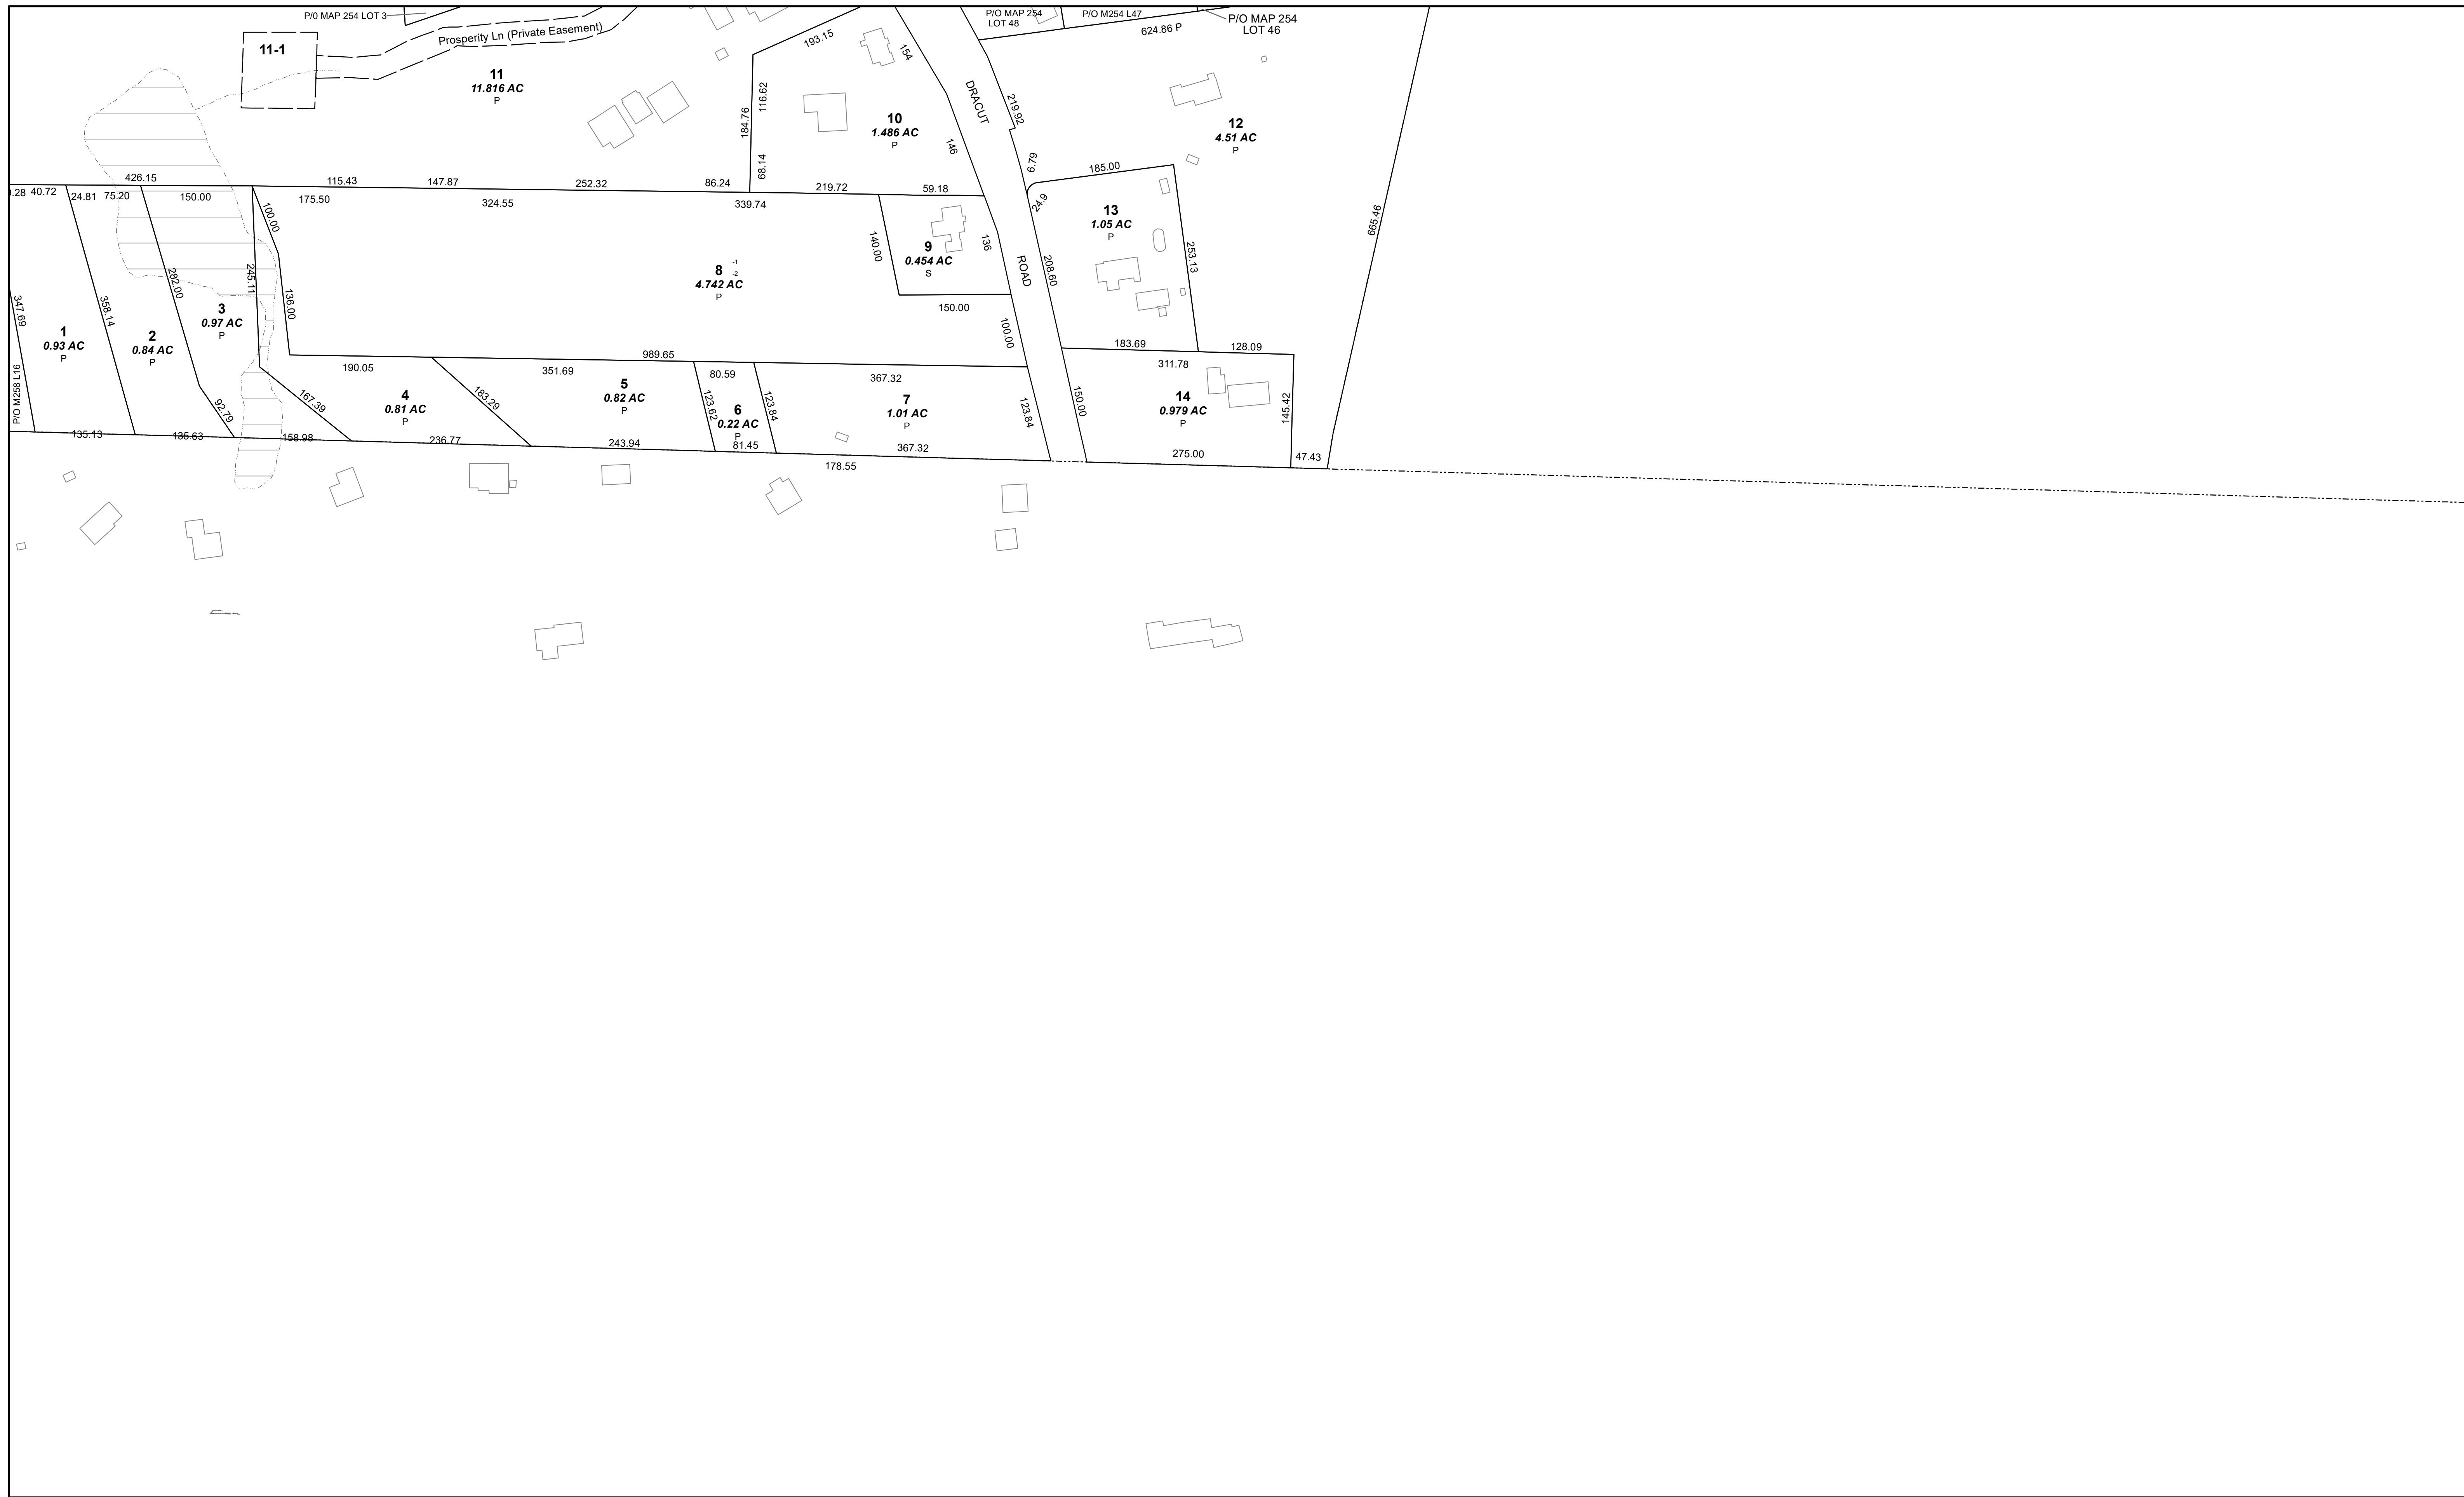 P/0 MAP 254 LOT 3
P/O MAP 254
LOT 48
P/O M254 L47
P/O MAP 254
LOT 46
624.86 P
Prosperity Ln (Private Easement)
11-1
11
11.816 AC
P
193.15
154
116.62
184.76
68.14
10
1.486 AC
P
146
DRACUT
219.92
6.79
12
4.51 AC
P
665.46
185.00
24.9
13
1.05 AC
P
253.13
208.60
ROAD
40.72
426.15
24.81
75.20
150.00
115.43
147.87
252.32
86.24
219.72
59.18
175.50
324.55
339.74
100.00
245.11
136.00
282.00
358.14
347.69
140.00
9
0.454 AC
S
136
150.00
100.00
8
-1
-2
4.742 AC
P
3
0.97 AC
P
1
0.93 AC
P
2
0.84 AC
P
P/O M258 L16
92.79
167.39
989.65
190.05
183.29
351.69
80.59
367.32
4
0.81 AC
P
5
0.82 AC
P
123.62
6
0.22 AC
P
123.84
7
1.01 AC
P
123.84
150.00
183.69
128.09
311.78
14
0.979 AC
P
145.42
135.13
135.63
158.98
236.77
243.94
81.45
367.32
178.55
275.00
47.43